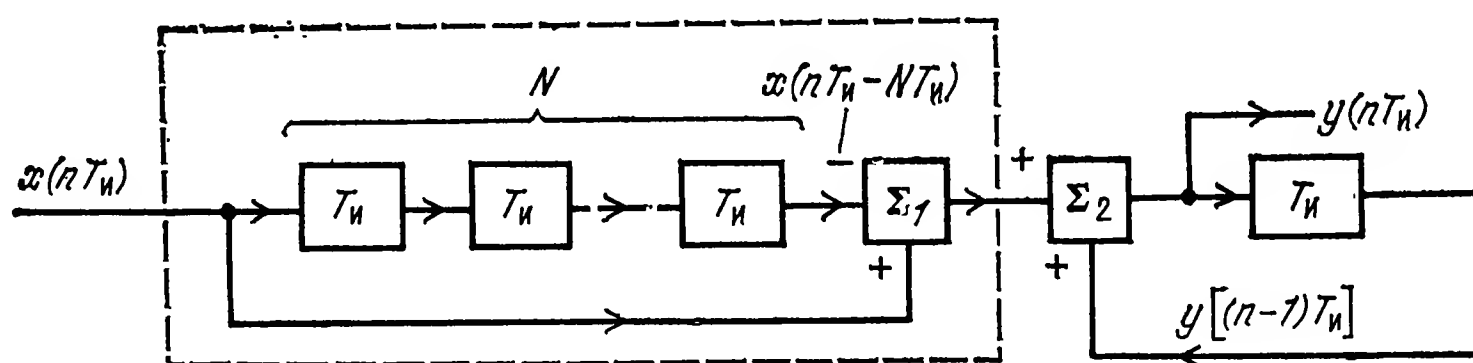 N
x(nTи − NTи)
x(nTи)
Tи
Tи
Tи
−
Σ1
+
+
Σ2
+
y(nTи)
Tи
y[(n-1)Tи]